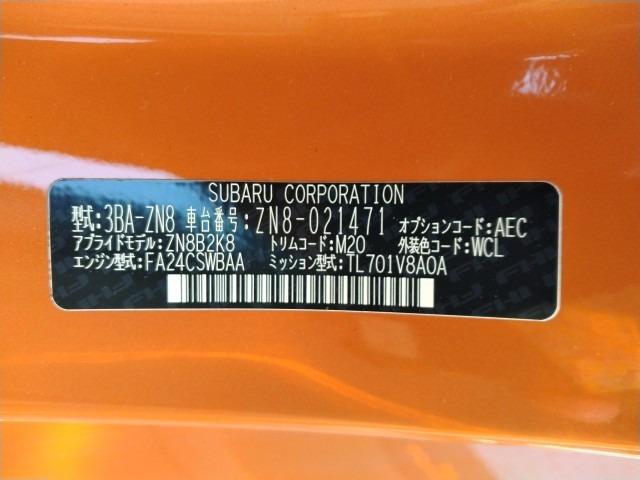 SUBARU CORPORATION
型式:3BA-ZN8 車台番号:ZN8-021471 オプションコード:AEC
アプライドモデル:ZN8B2K8 トリムコード:M20 外装色コード:WCL
エンジン型式:FA24CSWBAA ミッション型式:TL701V8A0A